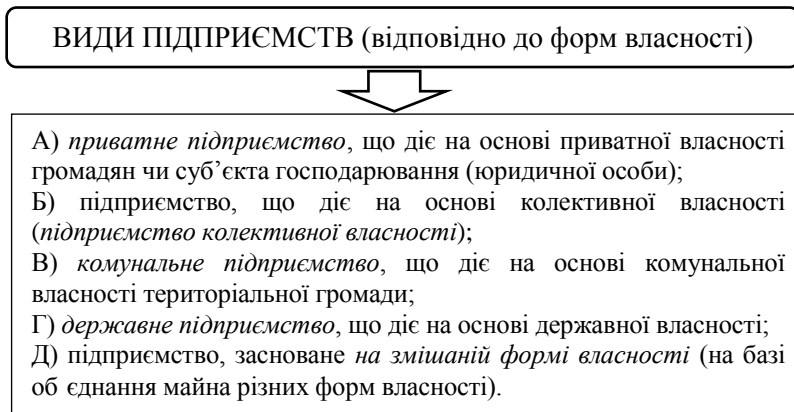 ВИДИ ПІДПРИЄМСТВ (відповідно до форм власності)
А) приватне підприємство, що діє на основі приватної власності
громадян чи суб’єкта господарювання (юридичної особи);
Б) підприємство, що діє на основі колективної власності
(підприємство колективної власності);
В) комунальне підприємство, що діє на основі комунальної
власності територіальної громади;
Г) державне підприємство, що діє на основі державної власності;
Д) підприємство, засноване на змішаній формі власності (на базі
об єднання майна різних форм власності).